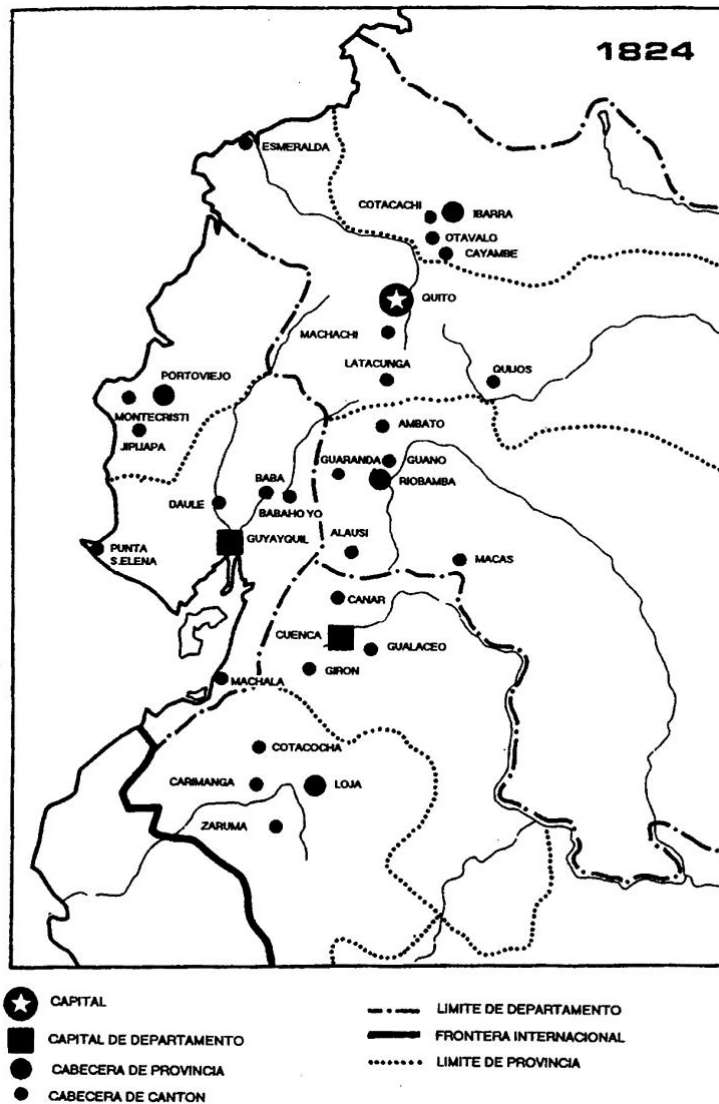 1824
ESMERALDA
COTACACHI
IBARRA
OTAVALO
CAYAMBE
QUITO
MACHACHI
LATACUNGA
QUIJOS
PORTOVIEJO
MONTECRISTI
JIPIJAPA
AMBATO
GUARANDA
GUANO
RIOBAMBA
BABA
DAULE
BABAHOYO
GUYAYQUIL
ALAUSI
PUNTA
S.ELENA
MACAS
CANAR
CUENCA
GUALACEO
GIRON
MACHALA
COTACOCHA
CARIMANGA
LOJA
ZARUMA
CAPITAL
CAPITAL DE DEPARTAMENTO
CABECERA DE PROVINCIA
CABECERA DE CANTON
LIMITE DE DEPARTAMENTO
FRONTERA INTERNACIONAL
LIMITE DE PROVINCIA